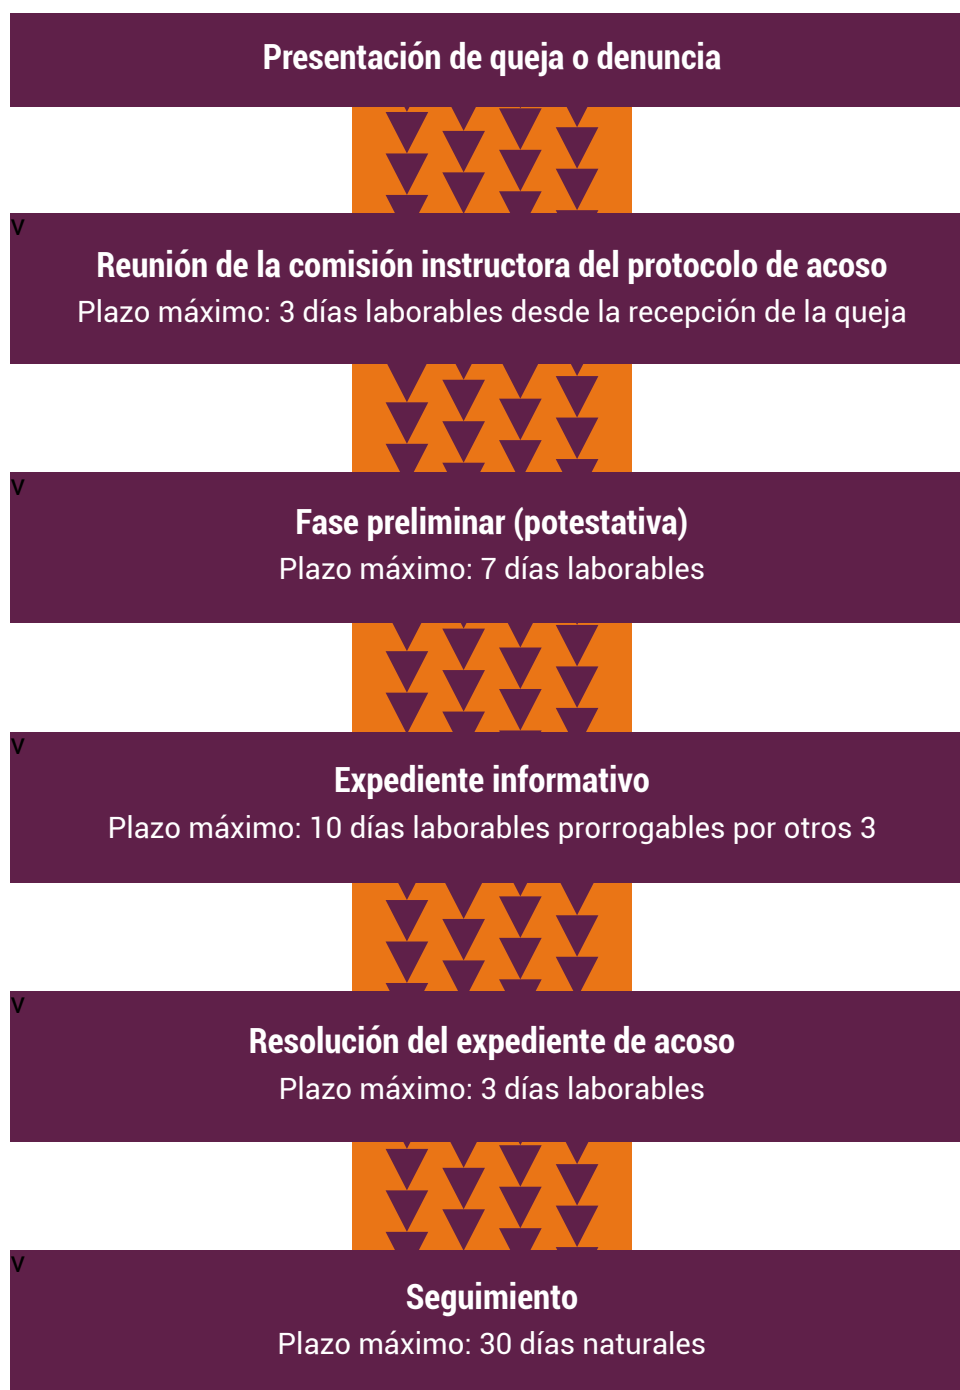 Presentación de queja o denuncia
v
Reunión de la comisión instructora del protocolo de acoso
Plazo máximo: 3 días laborables desde la recepción de la queja
v
Fase preliminar (potestativa)
Plazo máximo: 7 días laborables
v
Expediente informativo
Plazo máximo: 10 días laborables prorrogables por otros 3
v
Resolución del expediente de acoso
Plazo máximo: 3 días laborables
v
Seguimiento
Plazo máximo: 30 días naturales